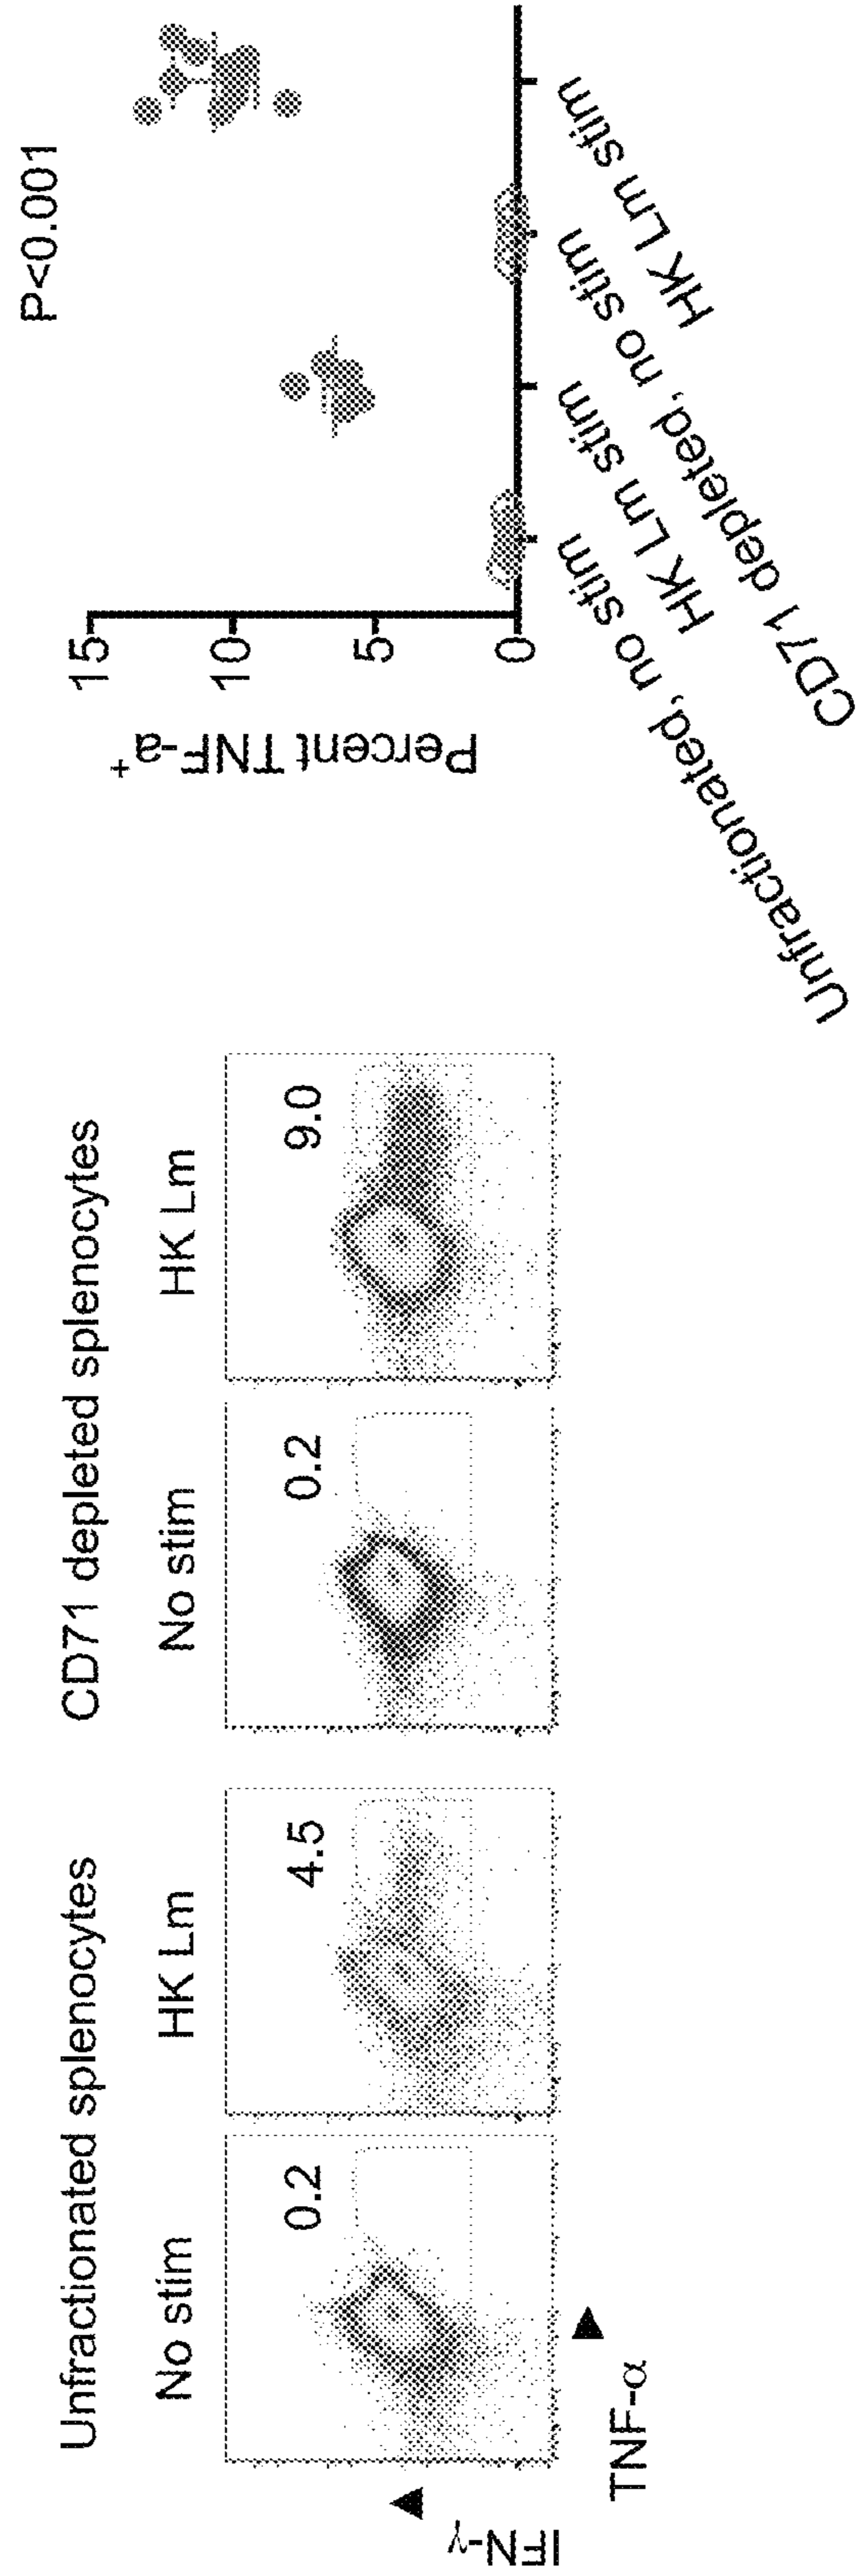 Unfractionated splenocytes
CD71 depleted splenocytes
No stim
HK Lm
No stim
HK Lm
0.2
4.5
0.2
9.0
IFN-γ
TNF-α
P<0.001
Percent TNF-a⁺
15
10
5
0
Unfractionated, no stim
HK Lm stim
CD71 depleted, no stim
HK Lm stim